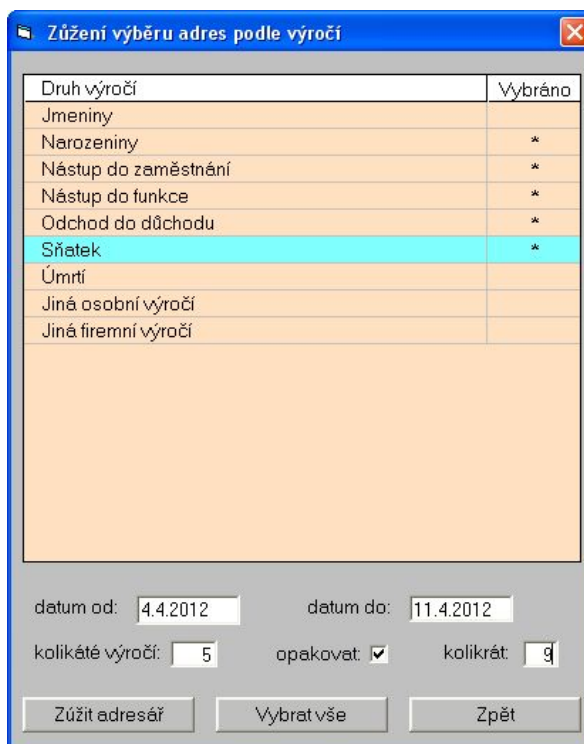 Zůžení výběru adres podle výročí
Druh výročí Vybráno
Jmeniny
Narozeniny *
Nástup do zaměstnání *
Nástup do funkce *
Odchod do důchodu *
Sňatek *
Úmrtí
Jiná osobní výročí
Jiná firemní výročí
datum od: 4.4.2012 datum do: 11.4.2012
kolikáté výročí: 5 opakovat: kolikrát: 9
Zúžit adresář Vybrat vše Zpět